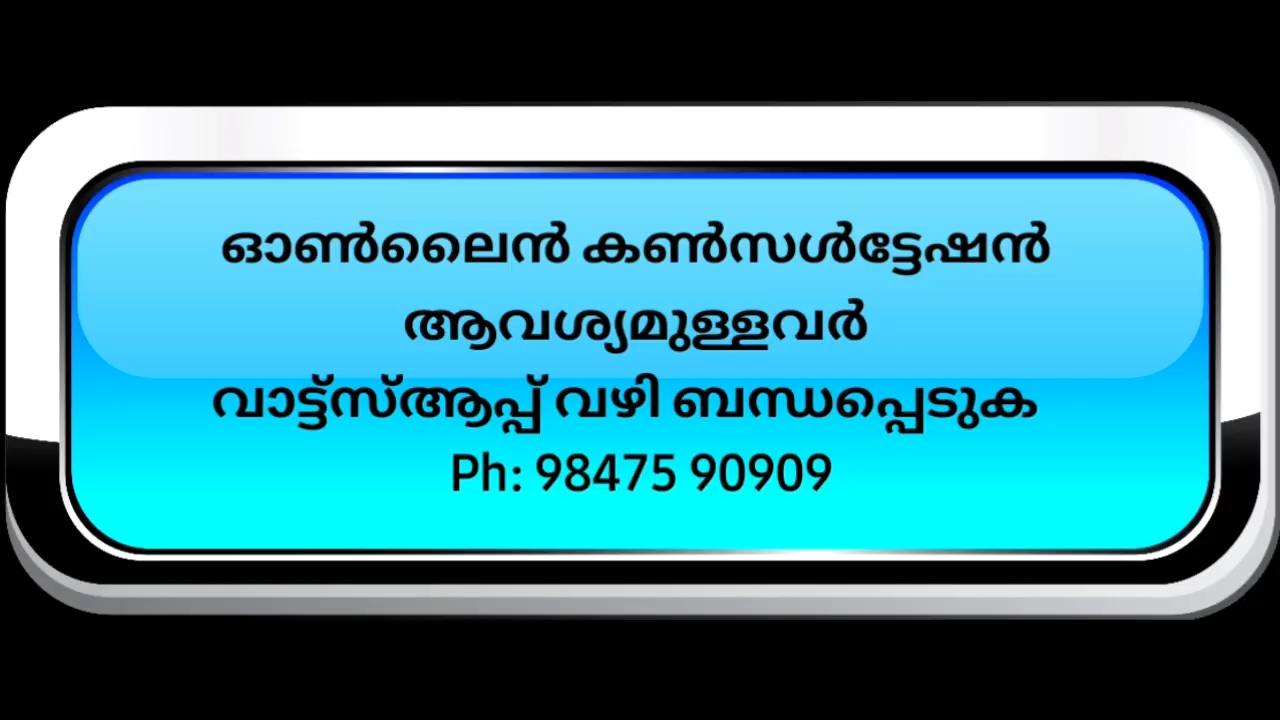 ഓൺലൈൻ കൺസൾട്ടേഷൻ
ആവശ്യമുള്ളവർ
വാട്ട്സ്ആപ്പ് വഴി ബന്ധപ്പെടുക
Ph: 98475 90909